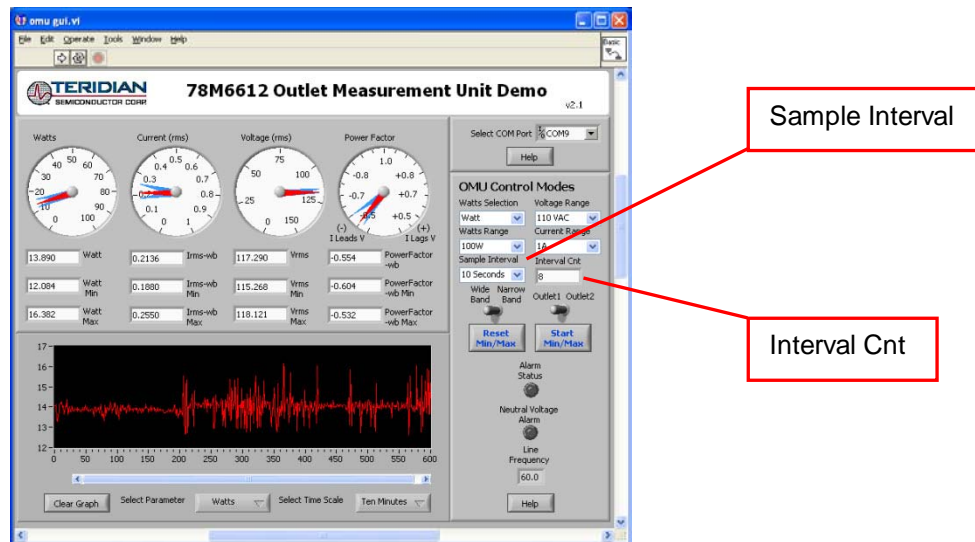 omu gui.vi
File Edit Operate Tools Window Help
Basic
TERIDIAN
SEMICONDUCTOR CORP.
78M6612 Outlet Measurement Unit Demo
v2.1
Watts
Current (rms)
Voltage (rms)
Power Factor
0 10 20 30 40 50 60 70 80 90 100
0 0.1 0.2 0.3 0.4 0.5 0.6 0.7 0.8 0.9 1
0 25 50 75 100 125 150
-0.5 -0.7 -0.8 1.0 +0.8 +0.7 +0.5
(-) (+)
I Leads V I Lags V
13.890 Watt 0.2136 Irms-wb 117.290 Vrms -0.554 PowerFactor -wb
12.084 Watt Min 0.1880 Irms-wb Min 115.268 Vrms Min -0.604 PowerFactor -wb Min
16.382 Watt Max 0.2550 Irms-wb Max 118.121 Vrms Max -0.532 PowerFactor -wb Max
17
16
15
14
13
12
0 50 100 150 200 250 300 350 400 450 500 550 600
Clear Graph Select Parameter Watts Select Time Scale Ten Minutes
Select COM Port COM9
Help
OMU Control Modes
Watts Selection Voltage Range
Watt 110 VAC
Watts Range Current Range
100W 1A
Sample Interval Interval Cnt
10 Seconds 8
Wide Band Narrow Band Outlet1 Outlet2
Reset Min/Max Start Min/Max
Alarm Status
Neutral Voltage Alarm
Line Frequency
60.0
Help
Sample Interval
Interval Cnt